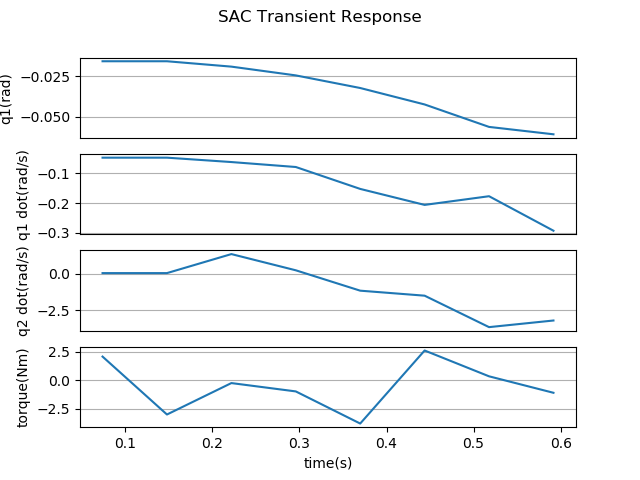 SAC Transient Response
q1(rad)
−0.025
−0.050
q1 dot(rad/s)
−0.1
−0.2
−0.3
q2 dot(rad/s)
0.0
−2.5
torque(Nm)
2.5
0.0
−2.5
0.1 0.2 0.3 0.4 0.5 0.6
time(s)